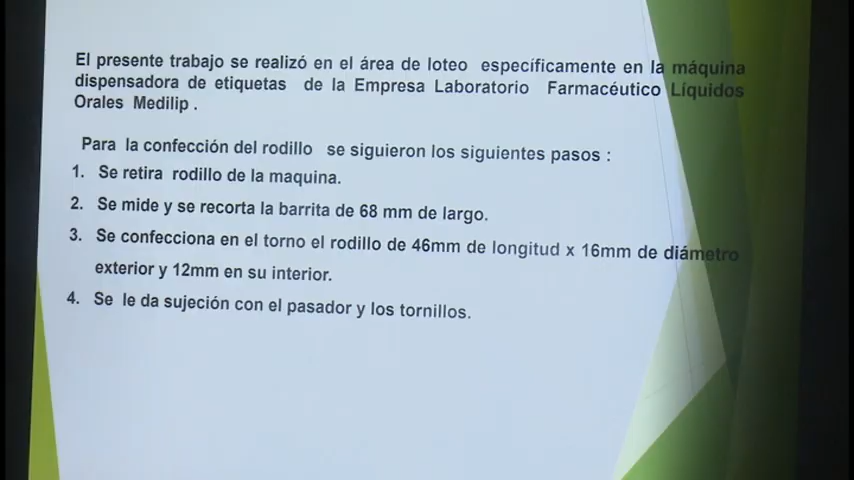 El presente trabajo se realizó en el área de loteo específicamente en la máquina
dispensadora de etiquetas de la Empresa Laboratorio Farmacéutico Líquidos
Orales Medilip .
Para la confección del rodillo se siguieron los siguientes pasos :
1. Se retira rodillo de la maquina.
2. Se mide y se recorta la barrita de 68 mm de largo.
3. Se confecciona en el torno el rodillo de 46mm de longitud x 16mm de diámetro
exterior y 12mm en su interior.
4. Se le da sujeción con el pasador y los tornillos.